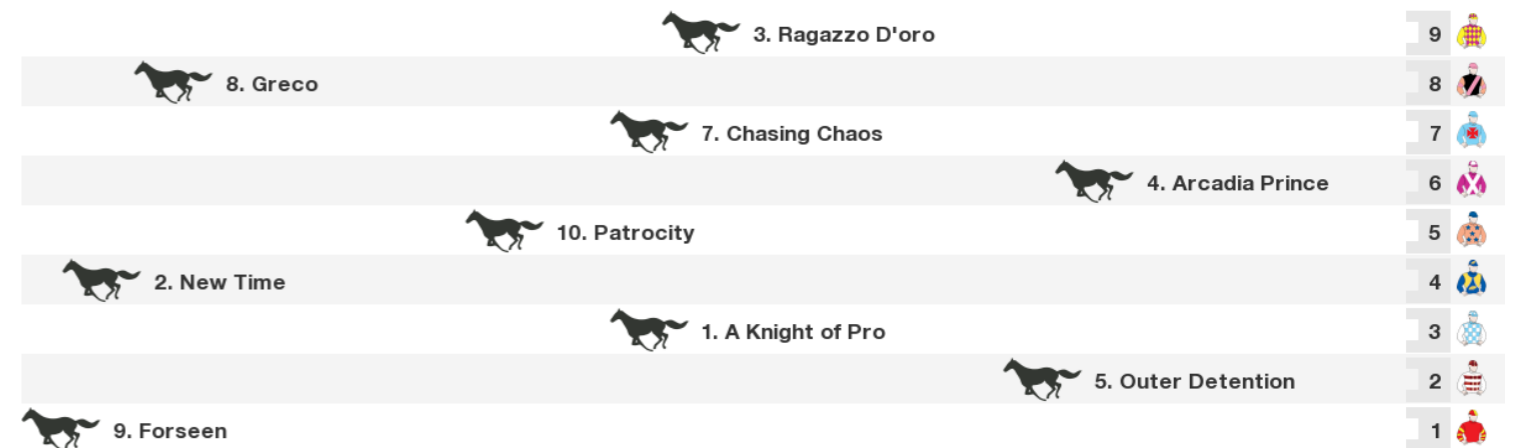 3. Ragazzo D'oro 9
8. Greco 8
7. Chasing Chaos 7
4. Arcadia Prince 6
10. Patrocity 5
2. New Time 4
1. A Knight of Pro 3
5. Outer Detention 2
9. Forseen 1